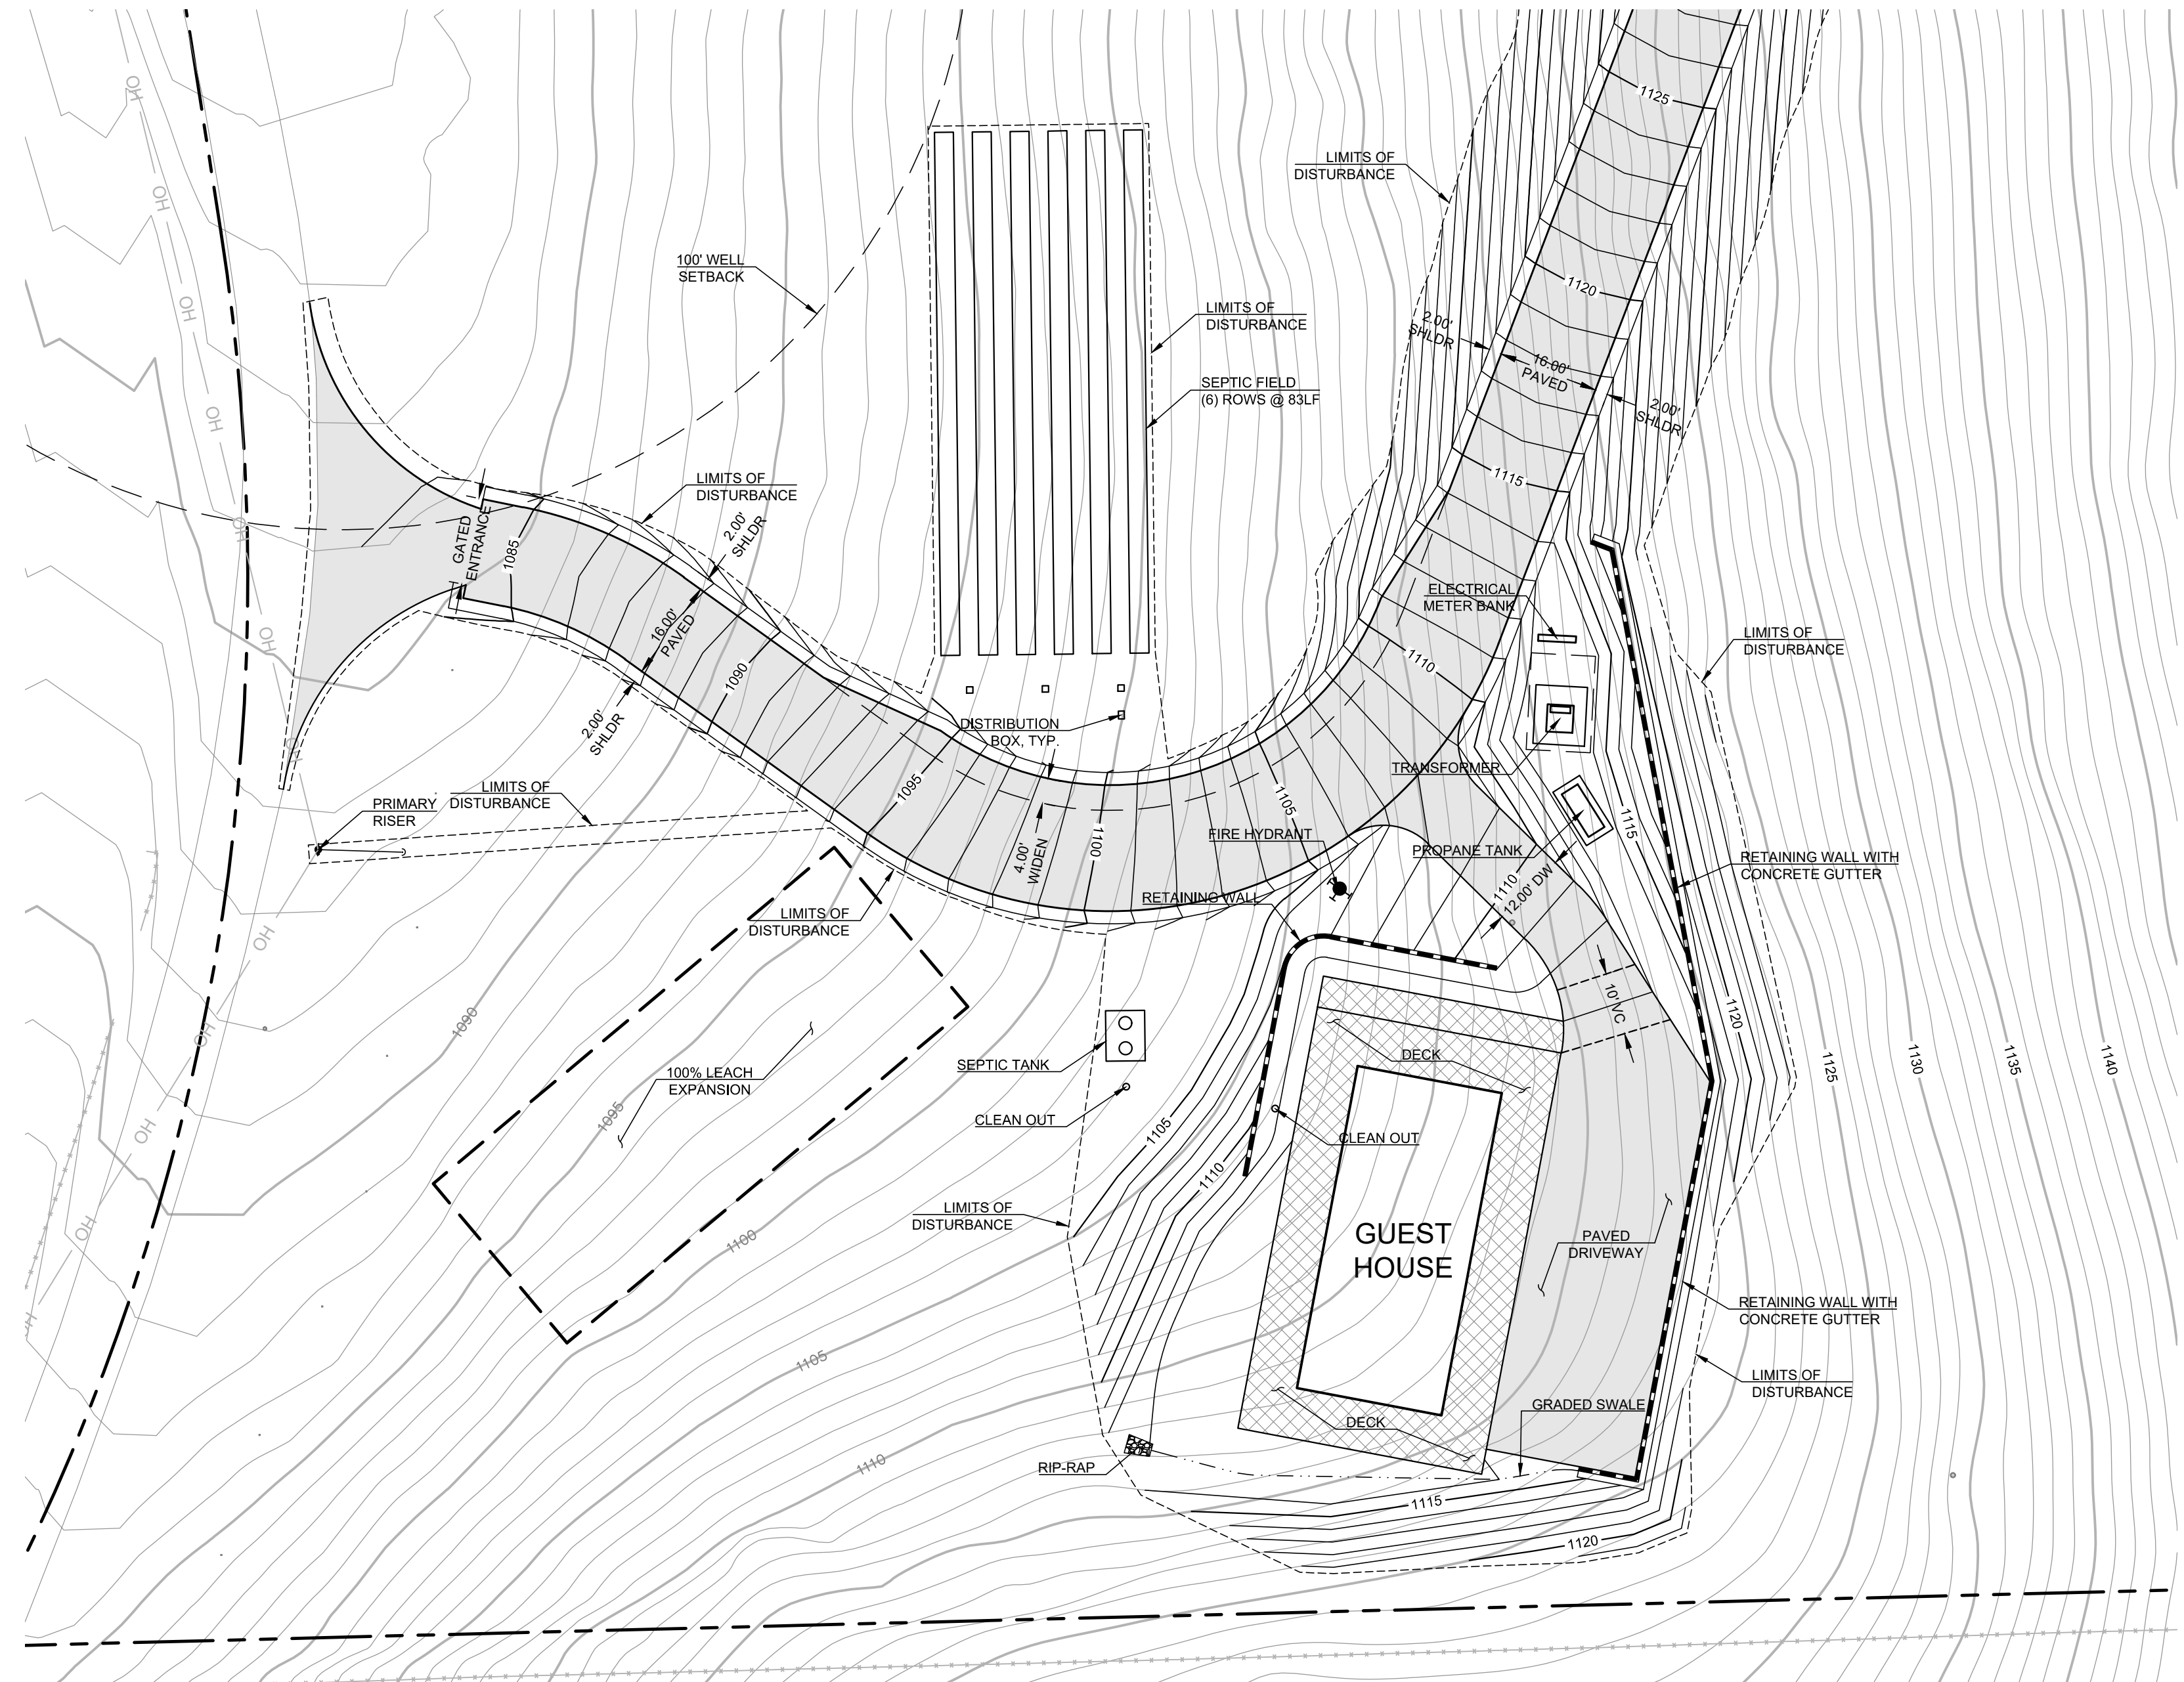 OH
1125
LIMITS OF
DISTURBANCE
OH
100' WELL
SETBACK
1120
OH
LIMITS OF
DISTURBANCE
2.00'
SHLDR
16.00'
PAVED
SEPTIC FIELD
(6) ROWS @ 83LF
2.00'
SHLDR
OH
LIMITS OF
DISTURBANCE
1115
OH
GATED
ENTRANCE
1085
2.00'
SHLDR
ELECTRICAL
METER BANK
16.00'
PAVED
OH
LIMITS OF
DISTURBANCE
1110
1090
2.00'
SHLDR
DISTRIBUTION
BOX, TYP.
OH
TRANSFORMER
1095
LIMITS OF
DISTURBANCE
1105
PRIMARY
RISER
1115
FIRE HYDRANT
1100
4.00'
WIDEN
PROPANE TANK
RETAINING WALL WITH
CONCRETE GUTTER
1110
12.00' DW
RETAINING WALL
LIMITS OF
DISTURBANCE
OH
10' VC
1120
1090
OH
SEPTIC TANK
DECK
1125
1130
1135
1140
100% LEACH
EXPANSION
1095
CLEAN OUT
1105
CLEAN OUT
OH
1110
LIMITS OF
DISTURBANCE
OH
1100
GUEST
HOUSE
PAVED
DRIVEWAY
RETAINING WALL WITH
CONCRETE GUTTER
OH
1105
LIMITS OF
DISTURBANCE
GRADED SWALE
DECK
1110
RIP-RAP
1115
1120